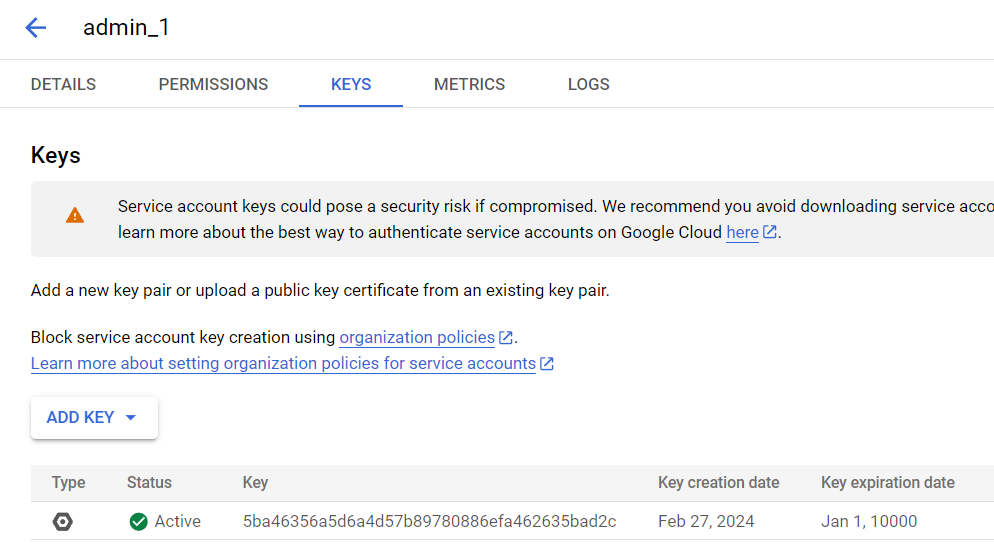 admin_1
DETAILS PERMISSIONS KEYS METRICS LOGS
Keys
Service account keys could pose a security risk if compromised. We recommend you avoid downloading service acco
learn more about the best way to authenticate service accounts on Google Cloud here.
Add a new key pair or upload a public key certificate from an existing key pair.
Block service account key creation using organization policies.
Learn more about setting organization policies for service accounts
ADD KEY
Type Status Key Key creation date Key expiration date
Active 5ba46356a5d6a4d57b89780886efa462635bad2c Feb 27, 2024 Jan 1, 10000